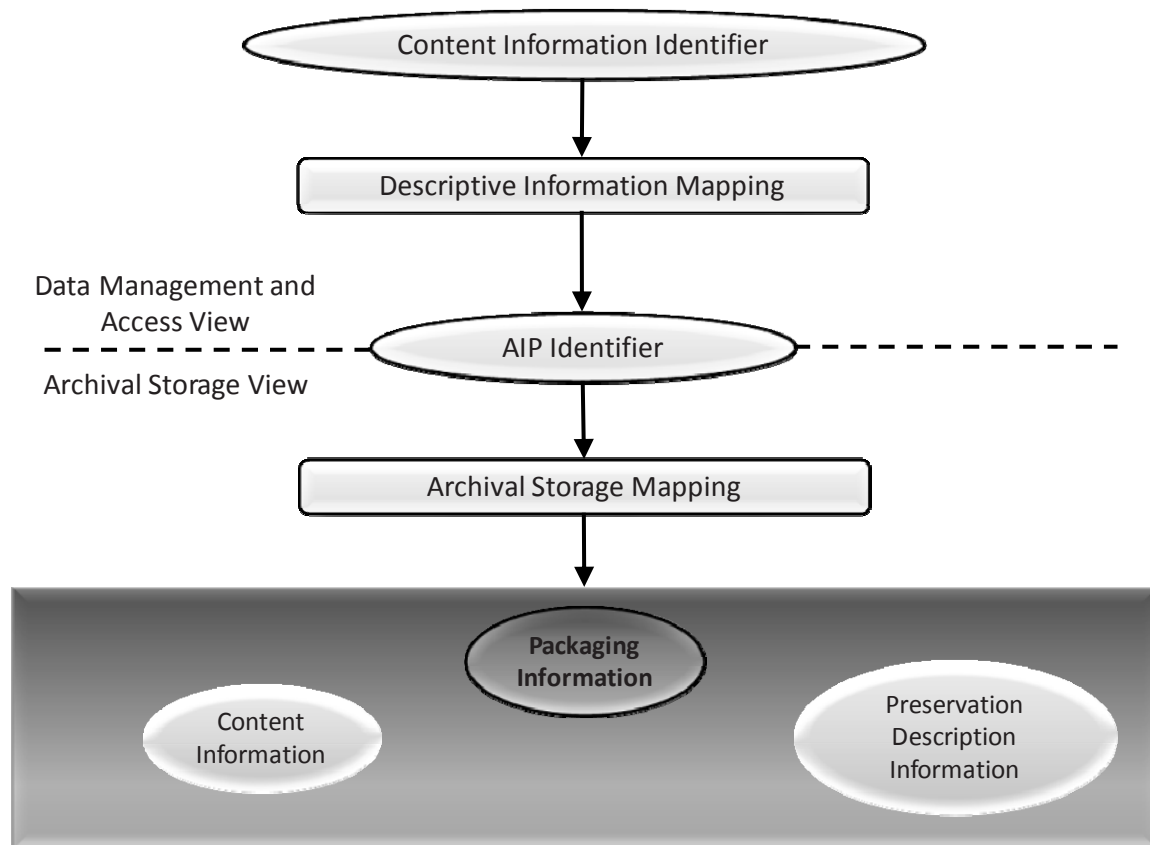 Content Information Identifier
Descriptive Information Mapping
Data Management and
Access View
AIP Identifier
Archival Storage View
Archival Storage Mapping
Packaging
Information
Content
Information
Preservation
Description
Information